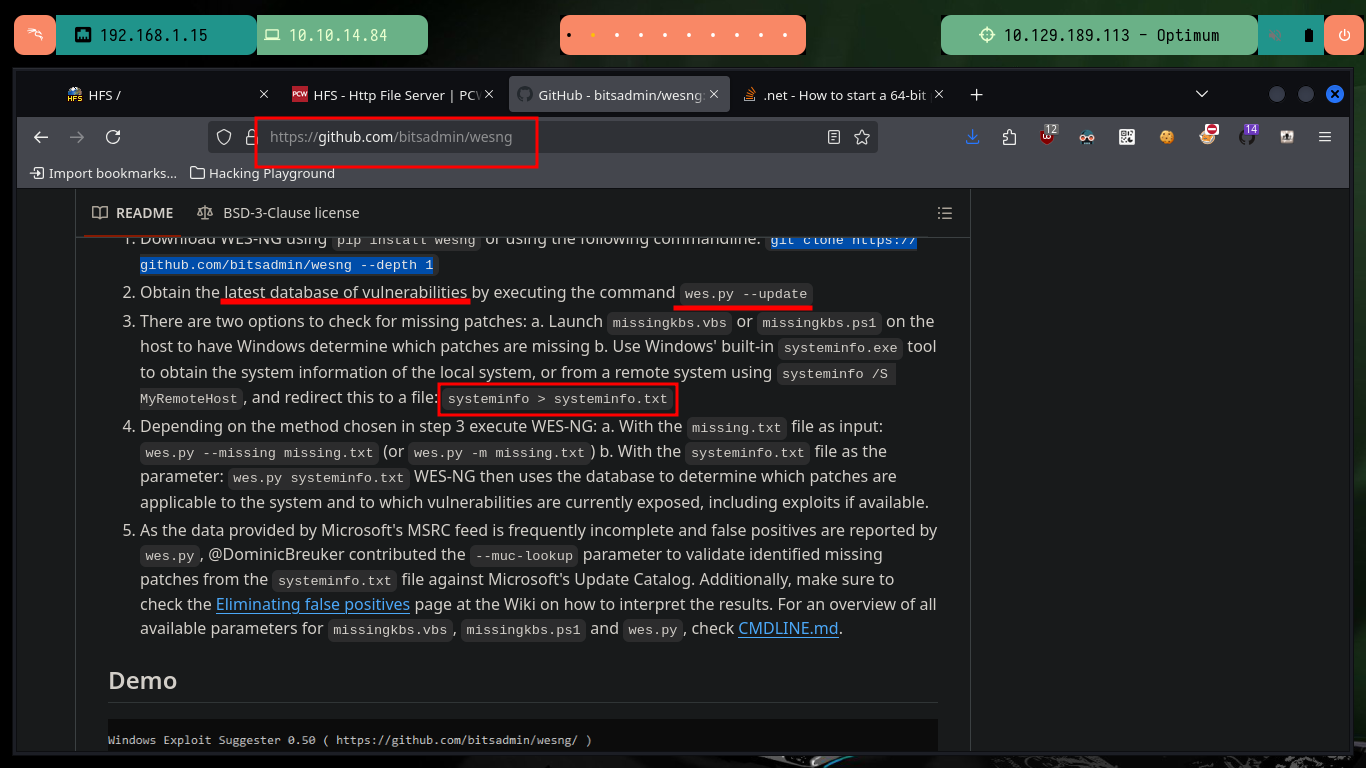 192.168.1.15
10.10.14.84
10.129.189.113 - Optimum
HFS /
HFS - Http File Server | PCW
GitHub - bitsadmin/wesng:
.net - How to start a 64-bit
https://github.com/bitsadmin/wesng
12
14
Import bookmarks...
Hacking Playground
README
BSD-3-Clause license
1. Download WES-NG using pip install wesng or using the following commandline: git clone https://
github.com/bitsadmin/wesng --depth 1
2. Obtain the latest database of vulnerabilities by executing the command wes.py --update
3. There are two options to check for missing patches: a. Launch missingkbs.vbs or missingkbs.ps1 on the
host to have Windows determine which patches are missing b. Use Windows' built-in systeminfo.exe tool
to obtain the system information of the local system, or from a remote system using systeminfo /S
MyRemoteHost, and redirect this to a file: systeminfo > systeminfo.txt
4. Depending on the method chosen in step 3 execute WES-NG: a. With the missing.txt file as input:
wes.py --missing missing.txt (or wes.py -m missing.txt) b. With the systeminfo.txt file as the
parameter: wes.py systeminfo.txt WES-NG then uses the database to determine which patches are
applicable to the system and to which vulnerabilities are currently exposed, including exploits if available.
5. As the data provided by Microsoft's MSRC feed is frequently incomplete and false positives are reported by
wes.py, @DominicBreuker contributed the --muc-lookup parameter to validate identified missing
patches from the systeminfo.txt file against Microsoft's Update Catalog. Additionally, make sure to
check the Eliminating false positives page at the Wiki on how to interpret the results. For an overview of all
available parameters for missingkbs.vbs, missingkbs.ps1 and wes.py, check CMDLINE.md.
Demo
Windows Exploit Suggester 0.50 ( https://github.com/bitsadmin/wesng/ )